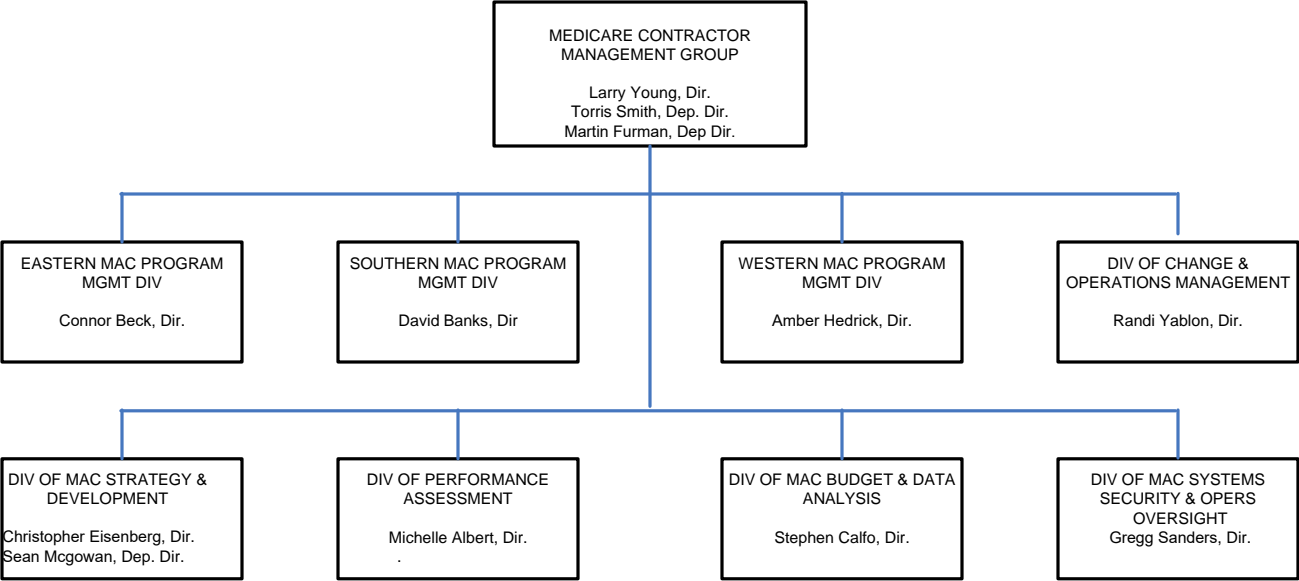 MEDICARE CONTRACTOR
MANAGEMENT GROUP
Larry Young, Dir.
Torris Smith, Dep. Dir.
Martin Furman, Dep Dir.
EASTERN MAC PROGRAM
MGMT DIV
Connor Beck, Dir.
SOUTHERN MAC PROGRAM
MGMT DIV
David Banks, Dir
WESTERN MAC PROGRAM
MGMT DIV
Amber Hedrick, Dir.
DIV OF CHANGE &
OPERATIONS MANAGEMENT
Randi Yablon, Dir.
DIV OF MAC STRATEGY &
DEVELOPMENT
Christopher Eisenberg, Dir.
Sean Mcgowan, Dep. Dir.
DIV OF PERFORMANCE
ASSESSMENT
Michelle Albert, Dir.
.
DIV OF MAC BUDGET & DATA
ANALYSIS
Stephen Calfo, Dir.
DIV OF MAC SYSTEMS
SECURITY & OPERS
OVERSIGHT
Gregg Sanders, Dir.